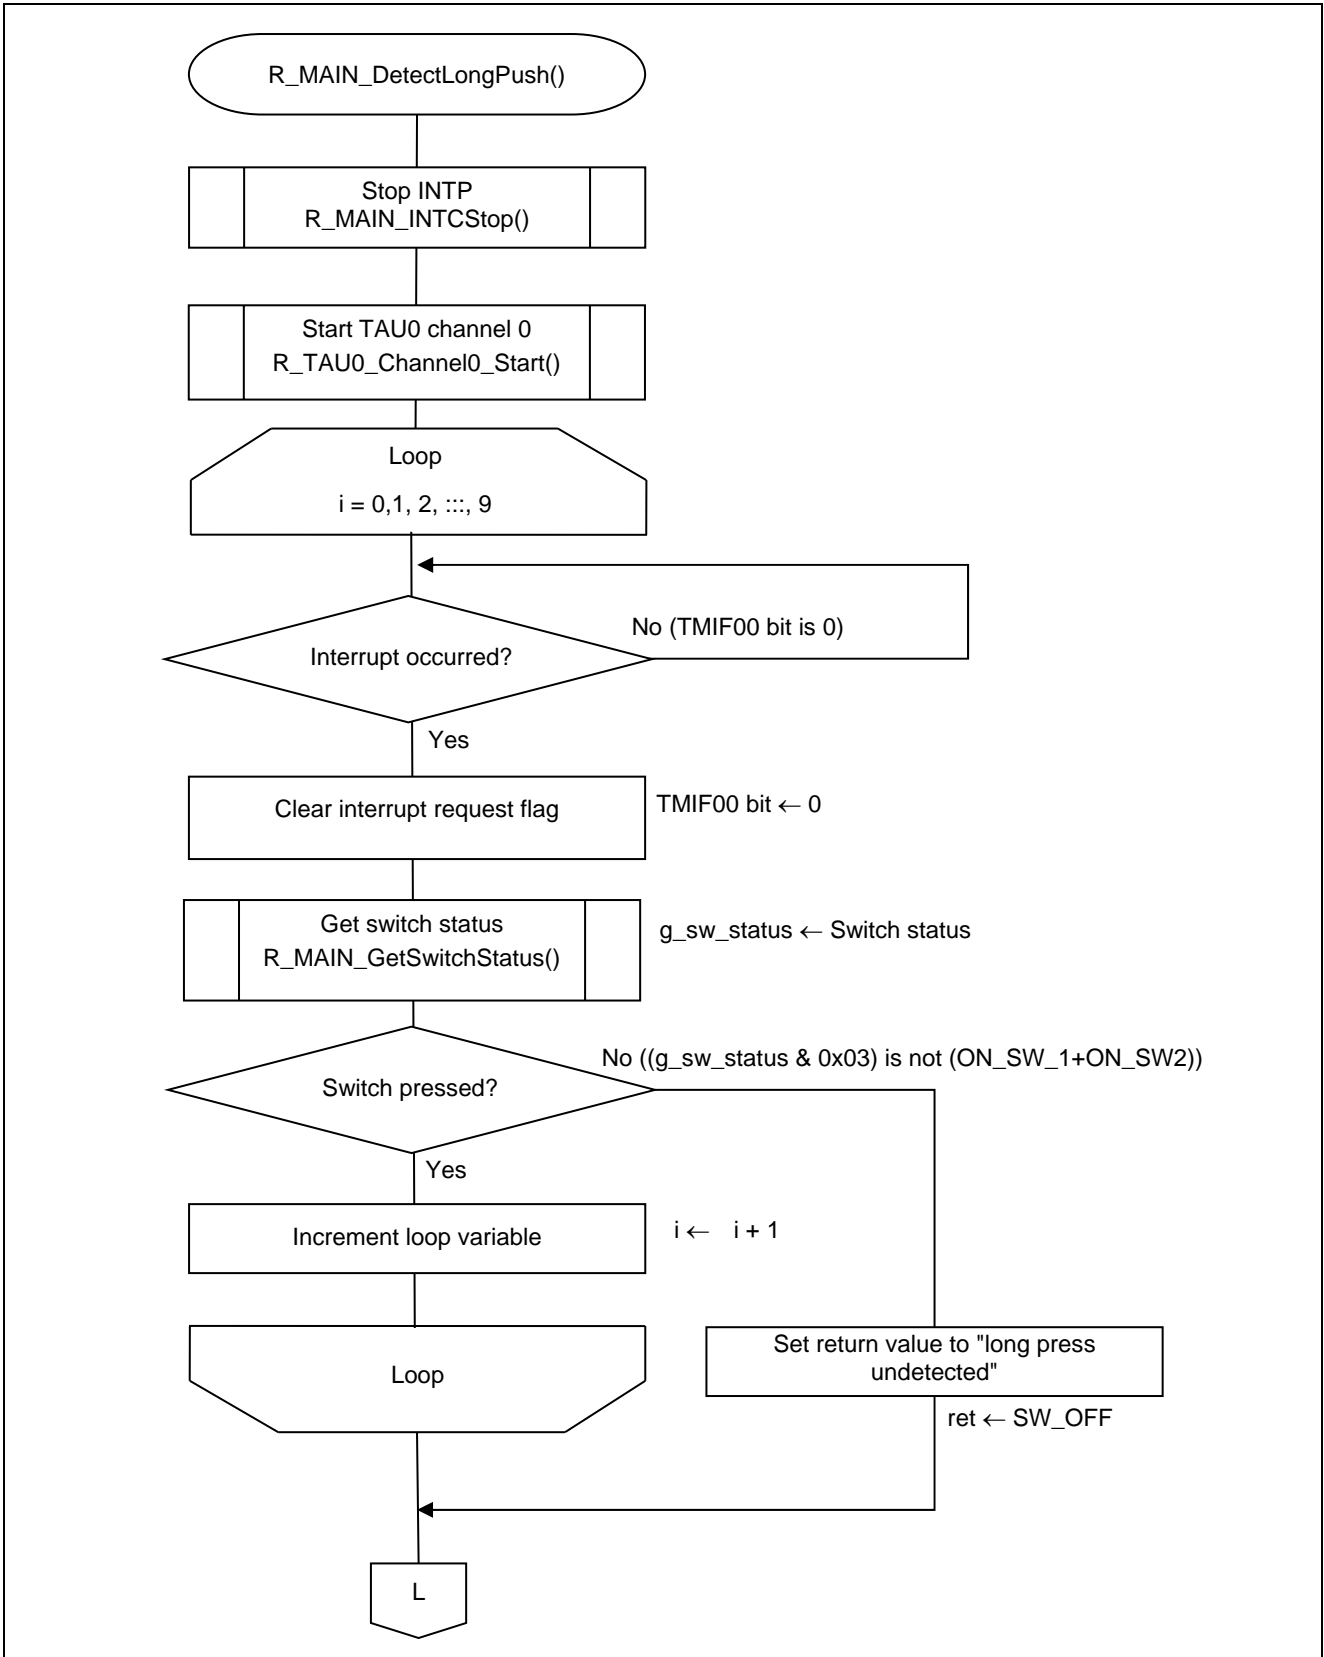 R_MAIN_DetectLongPush()
Stop INTP
R_MAIN_INTCStop()
Start TAU0 channel 0
R_TAU0_Channel0_Start()
Loop
i = 0,1, 2, :::, 9
No (TMIF00 bit is 0)
Interrupt occurred?
Yes
Clear interrupt request flag
TMIF00 bit ← 0
Get switch status
R_MAIN_GetSwitchStatus()
g_sw_status ← Switch status
No ((g_sw_status & 0x03) is not (ON_SW_1+ON_SW2))
Switch pressed?
Yes
Increment loop variable
i ← i + 1
Loop
Set return value to "long press
undetected"
ret ← SW_OFF
L